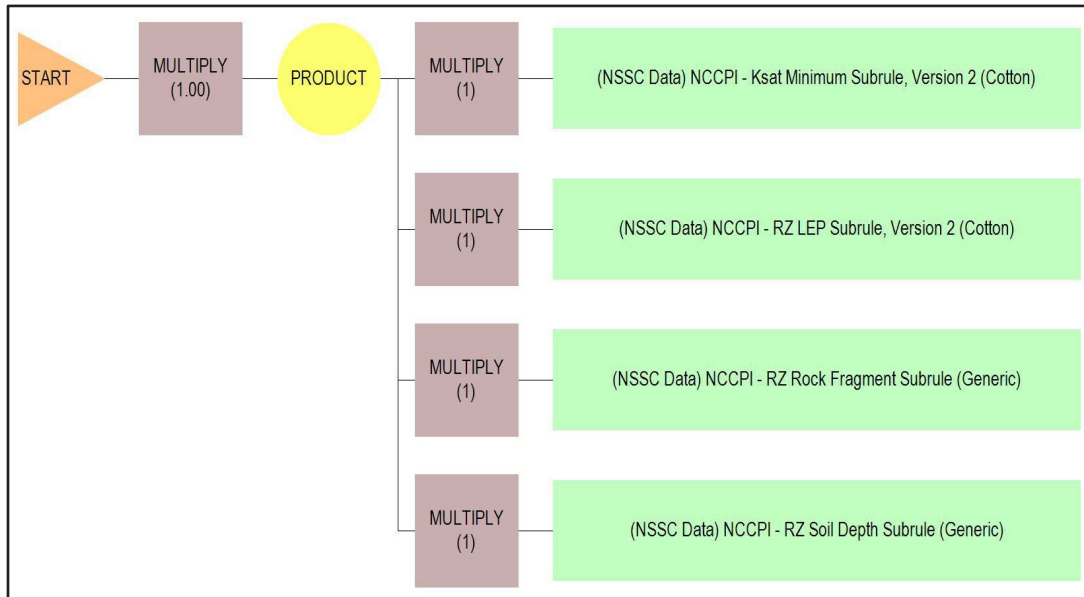 START
MULTIPLY
(1.00)
PRODUCT
MULTIPLY
(1)
(NSSC Data) NCCPI - Ksat Minimum Subrule, Version 2 (Cotton)
MULTIPLY
(1)
(NSSC Data) NCCPI - RZ LEP Subrule, Version 2 (Cotton)
MULTIPLY
(1)
(NSSC Data) NCCPI - RZ Rock Fragment Subrule (Generic)
MULTIPLY
(1)
(NSSC Data) NCCPI - RZ Soil Depth Subrule (Generic)